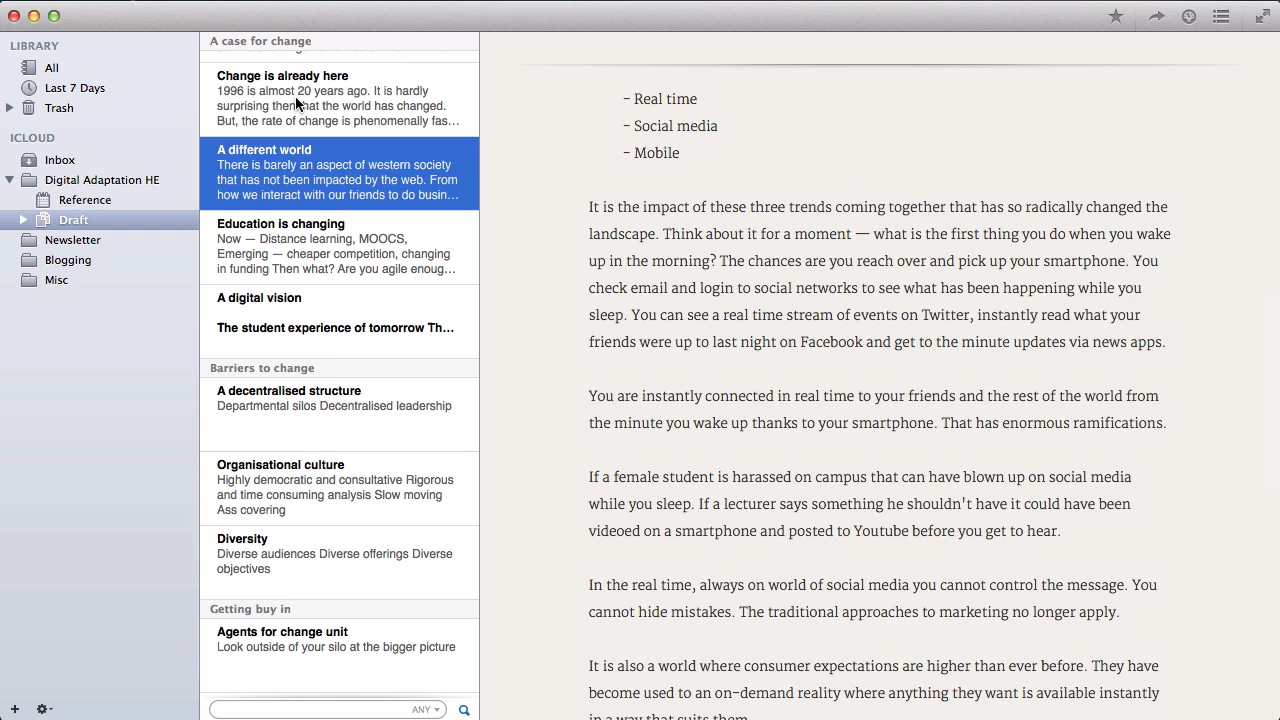 LIBRARY
All
Last 7 Days
Trash
ICLOUD
Inbox
Digital Adaptation HE
Reference
Draft
Newsletter
Blogging
Misc
A case for change
Change is already here
1996 is almost 20 years ago. It is hardly
surprising then that the world has changed.
But, the rate of change is phenomenally fas...
A different world
There is barely an aspect of western society
that has not been impacted by the web. From
how we interact with our friends to do busin...
Education is changing
Now — Distance learning, MOOCS,
Emerging — cheaper competition, changing
in funding Then what? Are you agile enoug...
A digital vision
The student experience of tomorrow Th...
Barriers to change
A decentralised structure
Departmental silos Decentralised leadership
Organisational culture
Highly democratic and consultative Rigorous
and time consuming analysis Slow moving
Ass covering
Diversity
Diverse audiences Diverse offerings Diverse
objectives
Getting buy in
Agents for change unit
Look outside of your silo at the bigger picture
ANY
- Real time
- Social media
- Mobile
It is the impact of these three trends coming together that has so radically changed the
landscape. Think about it for a moment — what is the first thing you do when you wake
up in the morning? The chances are you reach over and pick up your smartphone. You
check email and login to social networks to see what has been happening while you
sleep. You can see a real time stream of events on Twitter, instantly read what your
friends were up to last night on Facebook and get to the minute updates via news apps.
You are instantly connected in real time to your friends and the rest of the world from
the minute you wake up thanks to your smartphone. That has enormous ramifications.
If a female student is harassed on campus that can have blown up on social media
while you sleep. If a lecturer says something he shouldn't have it could have been
videoed on a smartphone and posted to Youtube before you get to hear.
In the real time, always on world of social media you cannot control the message. You
cannot hide mistakes. The traditional approaches to marketing no longer apply.
It is also a world where consumer expectations are higher than ever before. They have
become used to an on-demand reality where anything they want is available instantly
in a way that suits them.